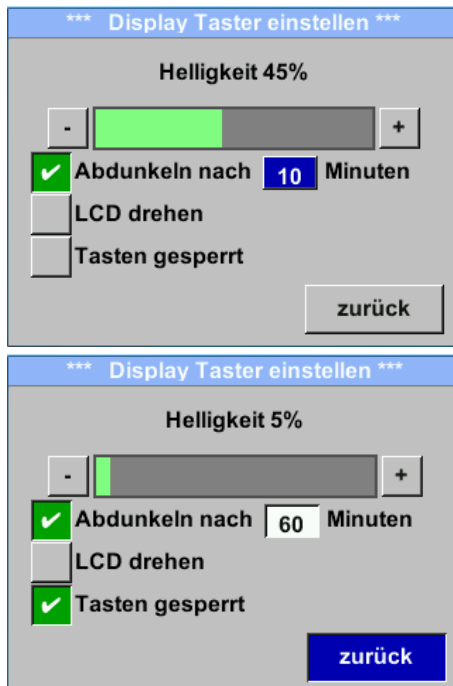 *** Display Taster einstellen ***
Helligkeit 45%
- +
✔ Abdunkeln nach 10 Minuten
LCD drehen
Tasten gesperrt
zurück
*** Display Taster einstellen ***
Helligkeit 5%
- +
✔ Abdunkeln nach 60 Minuten
LCD drehen
✔ Tasten gesperrt
zurück